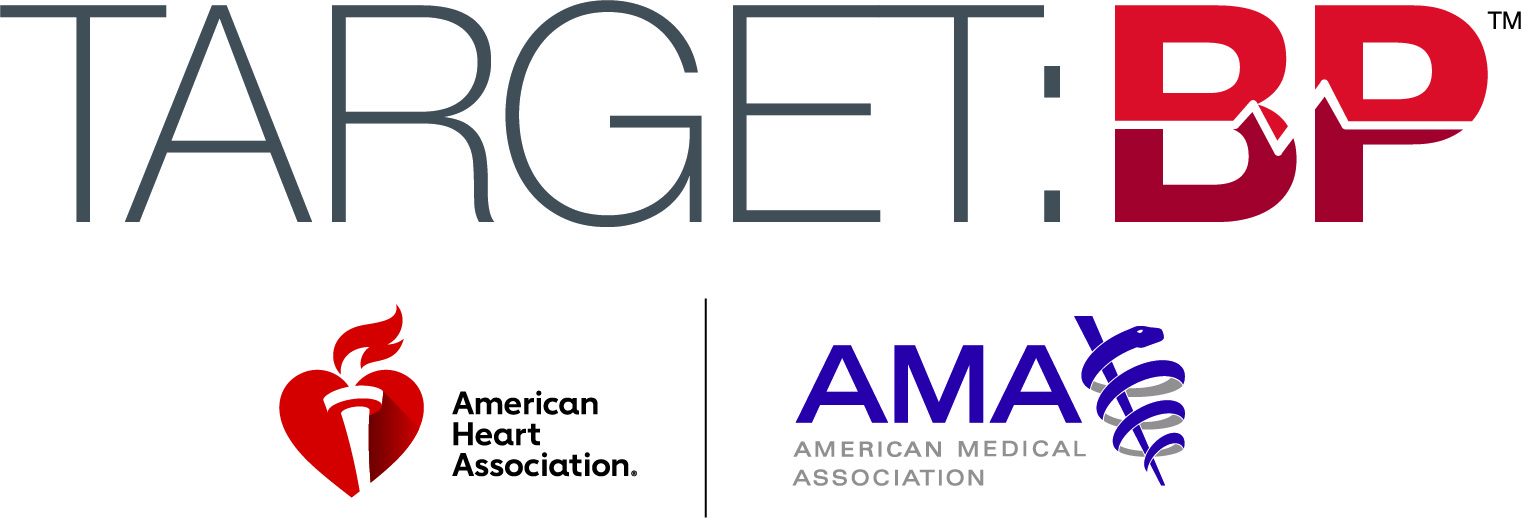 TARGET:BP™
American
Heart
Association®
AMA
AMERICAN MEDICAL
ASSOCIATION